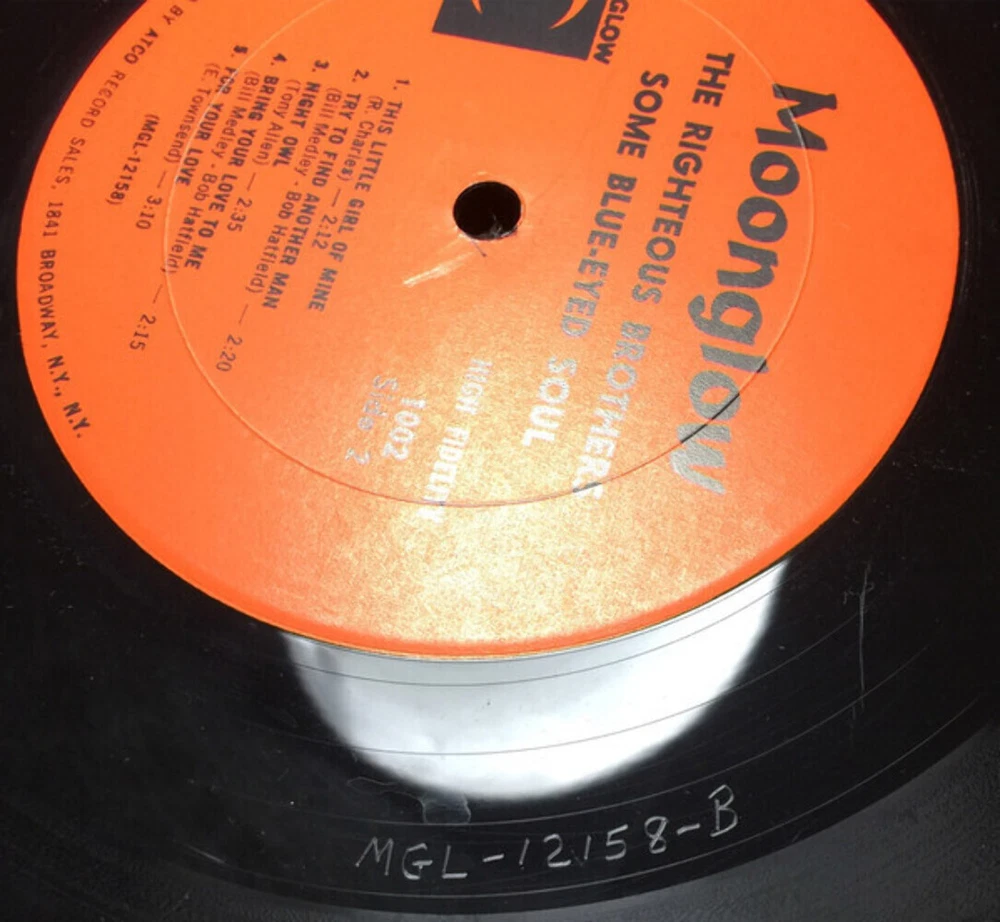 GLOW
Moonglow
THE RIGHTEOUS BROTHERS
SOME BLUE-EYED SOUL
HIGH FIDELITY
1002
Side 2
1. THIS LITTLE GIRL OF MINE
(R. Charles) — 2:12
2. TRY TO FIND ANOTHER MAN
(Bill Medley - Bob Hatfield) — 2:20
3. NIGHT OWL
(Tony Allen) — 2:35
4. BRING YOUR LOVE TO ME
(Bill Medley - Bob Hatfield) — 2:15
5. FOR YOUR LOVE
(E. Townsend) — 3:10
(MGL-12158)
BY ATCO RECORD SALES, 1841 BROADWAY, N.Y., N.Y.
MGL-12158-B